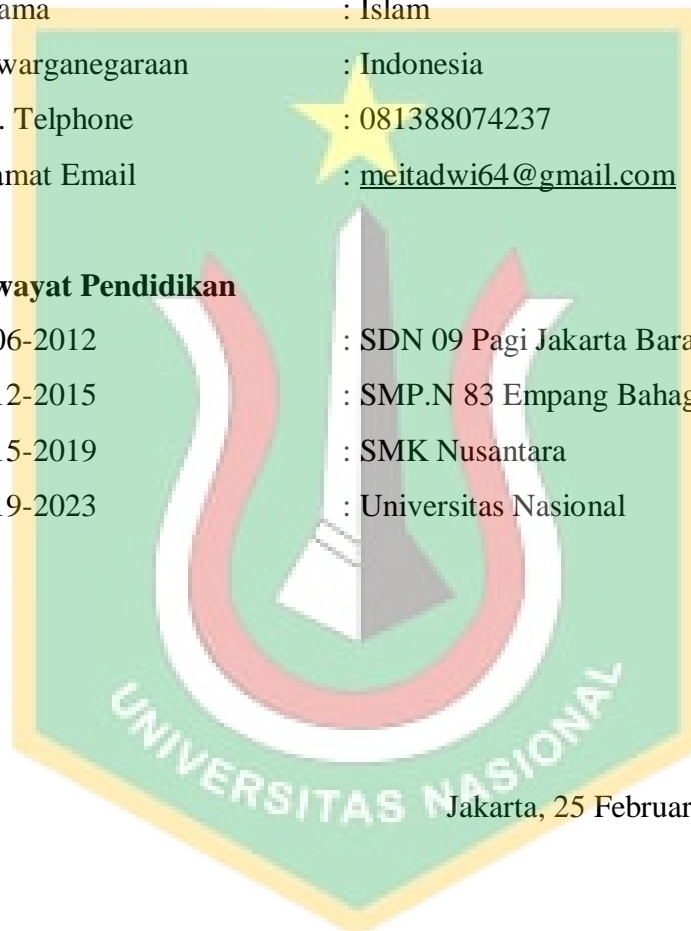 ama : Islam
warganegaraan : Indonesia
. Telphone : 081388074237
amat Email : meitadwi64@gmail.com
wayat Pendidikan
06-2012 : SDN 09 Pagi Jakarta Bara
12-2015 : SMP.N 83 Empang Bahag
15-2019 : SMK Nusantara
19-2023 : Universitas Nasional
UNIVERSITAS NASIONAL
Jakarta, 25 Februar